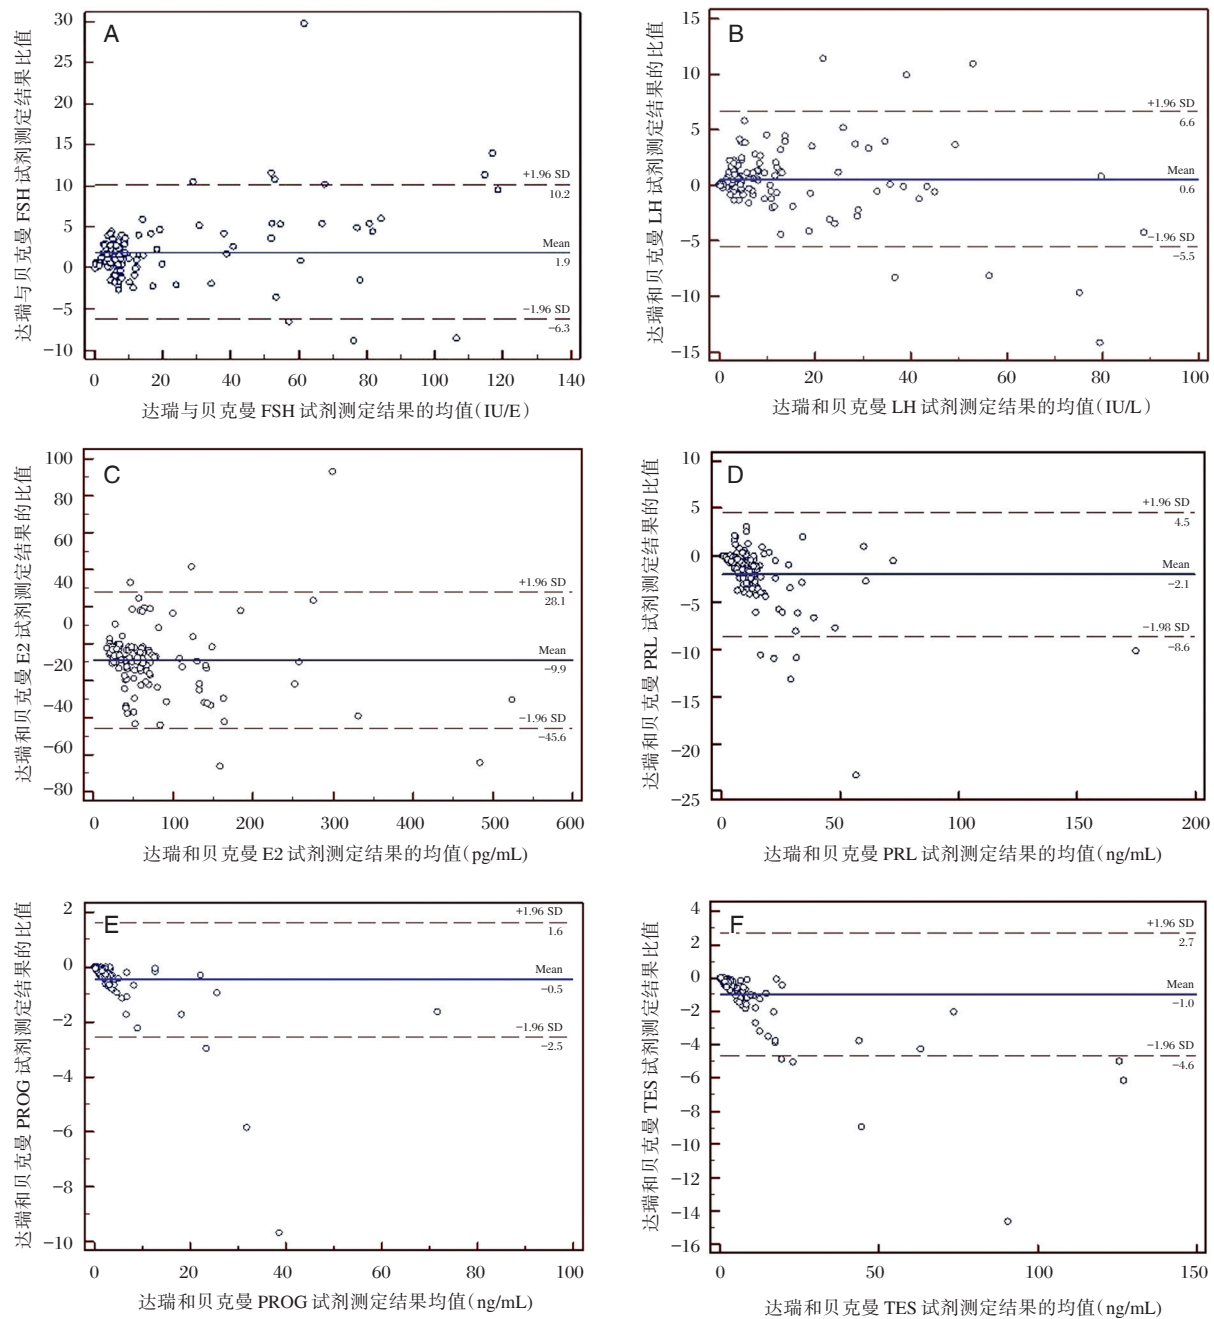 A
达瑞与贝克曼 FSH 试剂测定结果比值
30
25
20
15
10
5
0
−5
−10
+1.96 SD
10.2
Mean
1.9
−1.96 SD
−6.3
0 20 40 60 80 100 120 140
达瑞与贝克曼 FSH 试剂测定结果的均值(IU/E)
B
达瑞和贝克曼 LH 试剂测定结果的比值
15
10
5
0
−5
−10
−15
+1.96 SD
6.6
Mean
0.6
−1.96 SD
−5.5
0 20 40 60 80 100
达瑞和贝克曼 LH 试剂测定结果的均值(IU/L)
C
达瑞和贝克曼 E2 试剂测定结果的比值
100
80
60
40
20
0
−20
−40
−60
−80
+1.96 SD
28.1
Mean
−9.9
−1.96 SD
−45.6
0 100 200 300 400 500 600
达瑞和贝克曼 E2 试剂测定结果的均值(pg/mL)
D
达瑞和贝克曼 PRL 试剂测定结果的比值
10
5
0
−5
−10
−15
−20
−25
+1.96 SD
4.5
Mean
−2.1
−1.98 SD
−8.6
0 50 100 150 200
达瑞和贝克曼 PRL 试剂测定结果的均值(ng/mL)
E
达瑞和贝克曼 PROG 试剂测定结果的比值
2
0
−2
−4
−6
−8
−10
+1.96 SD
1.6
Mean
−0.5
−1.96 SD
−2.5
0 20 40 60 80 100
达瑞和贝克曼 PROG 试剂测定结果均值(ng/mL)
F
达瑞和贝克曼 TES 试剂测定结果比值
4
2
0
−2
−4
−6
−8
−10
−12
−14
−16
+1.96 SD
2.7
Mean
−1.0
−1.96 SD
−4.6
0 50 100 150
达瑞和贝克曼 TES 试剂测定结果的均值(ng/mL)